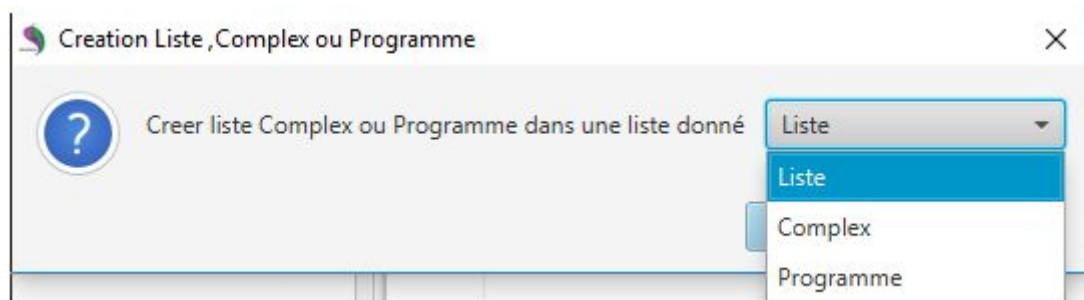 Creation Liste ,Complex ou Programme
Creer liste Complex ou Programme dans une liste donné
Liste
Liste
Complex
Programme